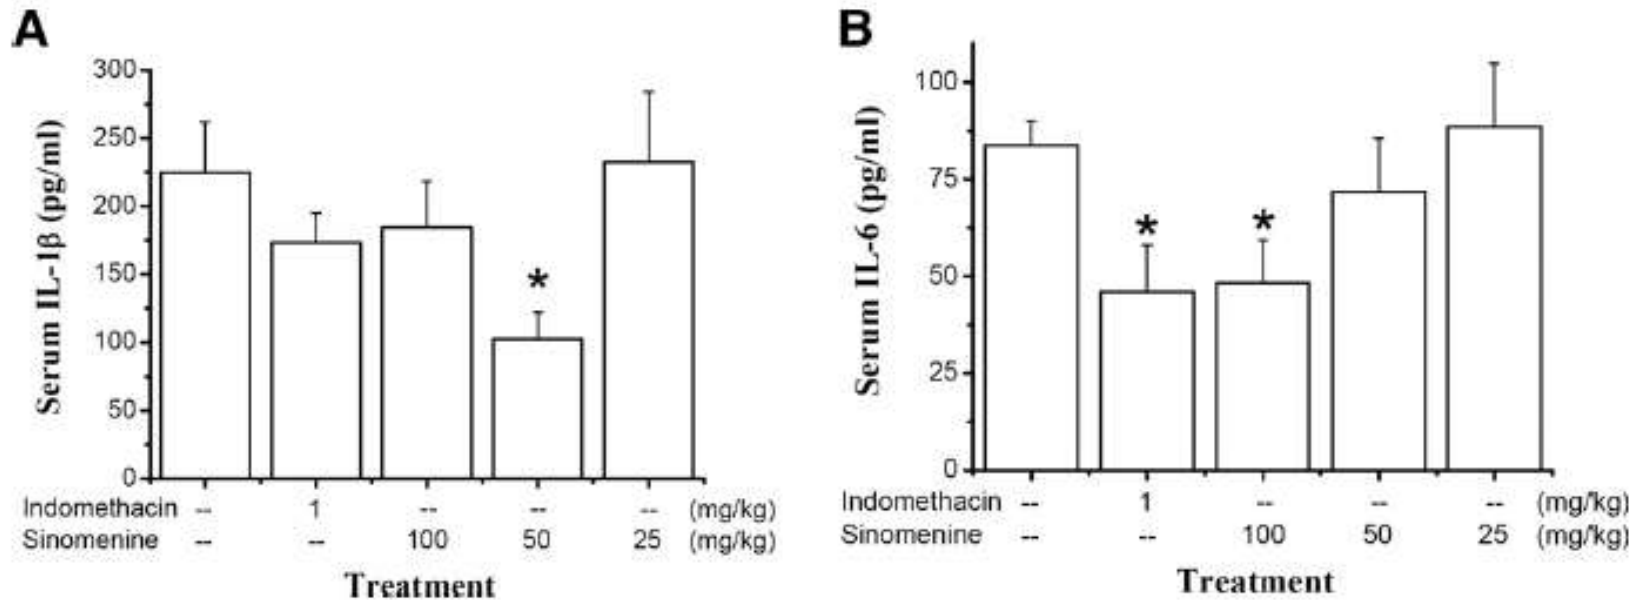 A
Serum IL-1β (pg/ml)
300
250
200
150
100
50
0
*
Indomethacin -- 1 -- -- -- (mg/kg)
Sinomenine -- -- 100 50 25 (mg/kg)
Treatment
B
Serum IL-6 (pg/ml)
100
75
50
25
0
* *
Indomethacin -- 1 -- -- -- (mg/kg)
Sinomenine -- -- 100 50 25 (mg/kg)
Treatment